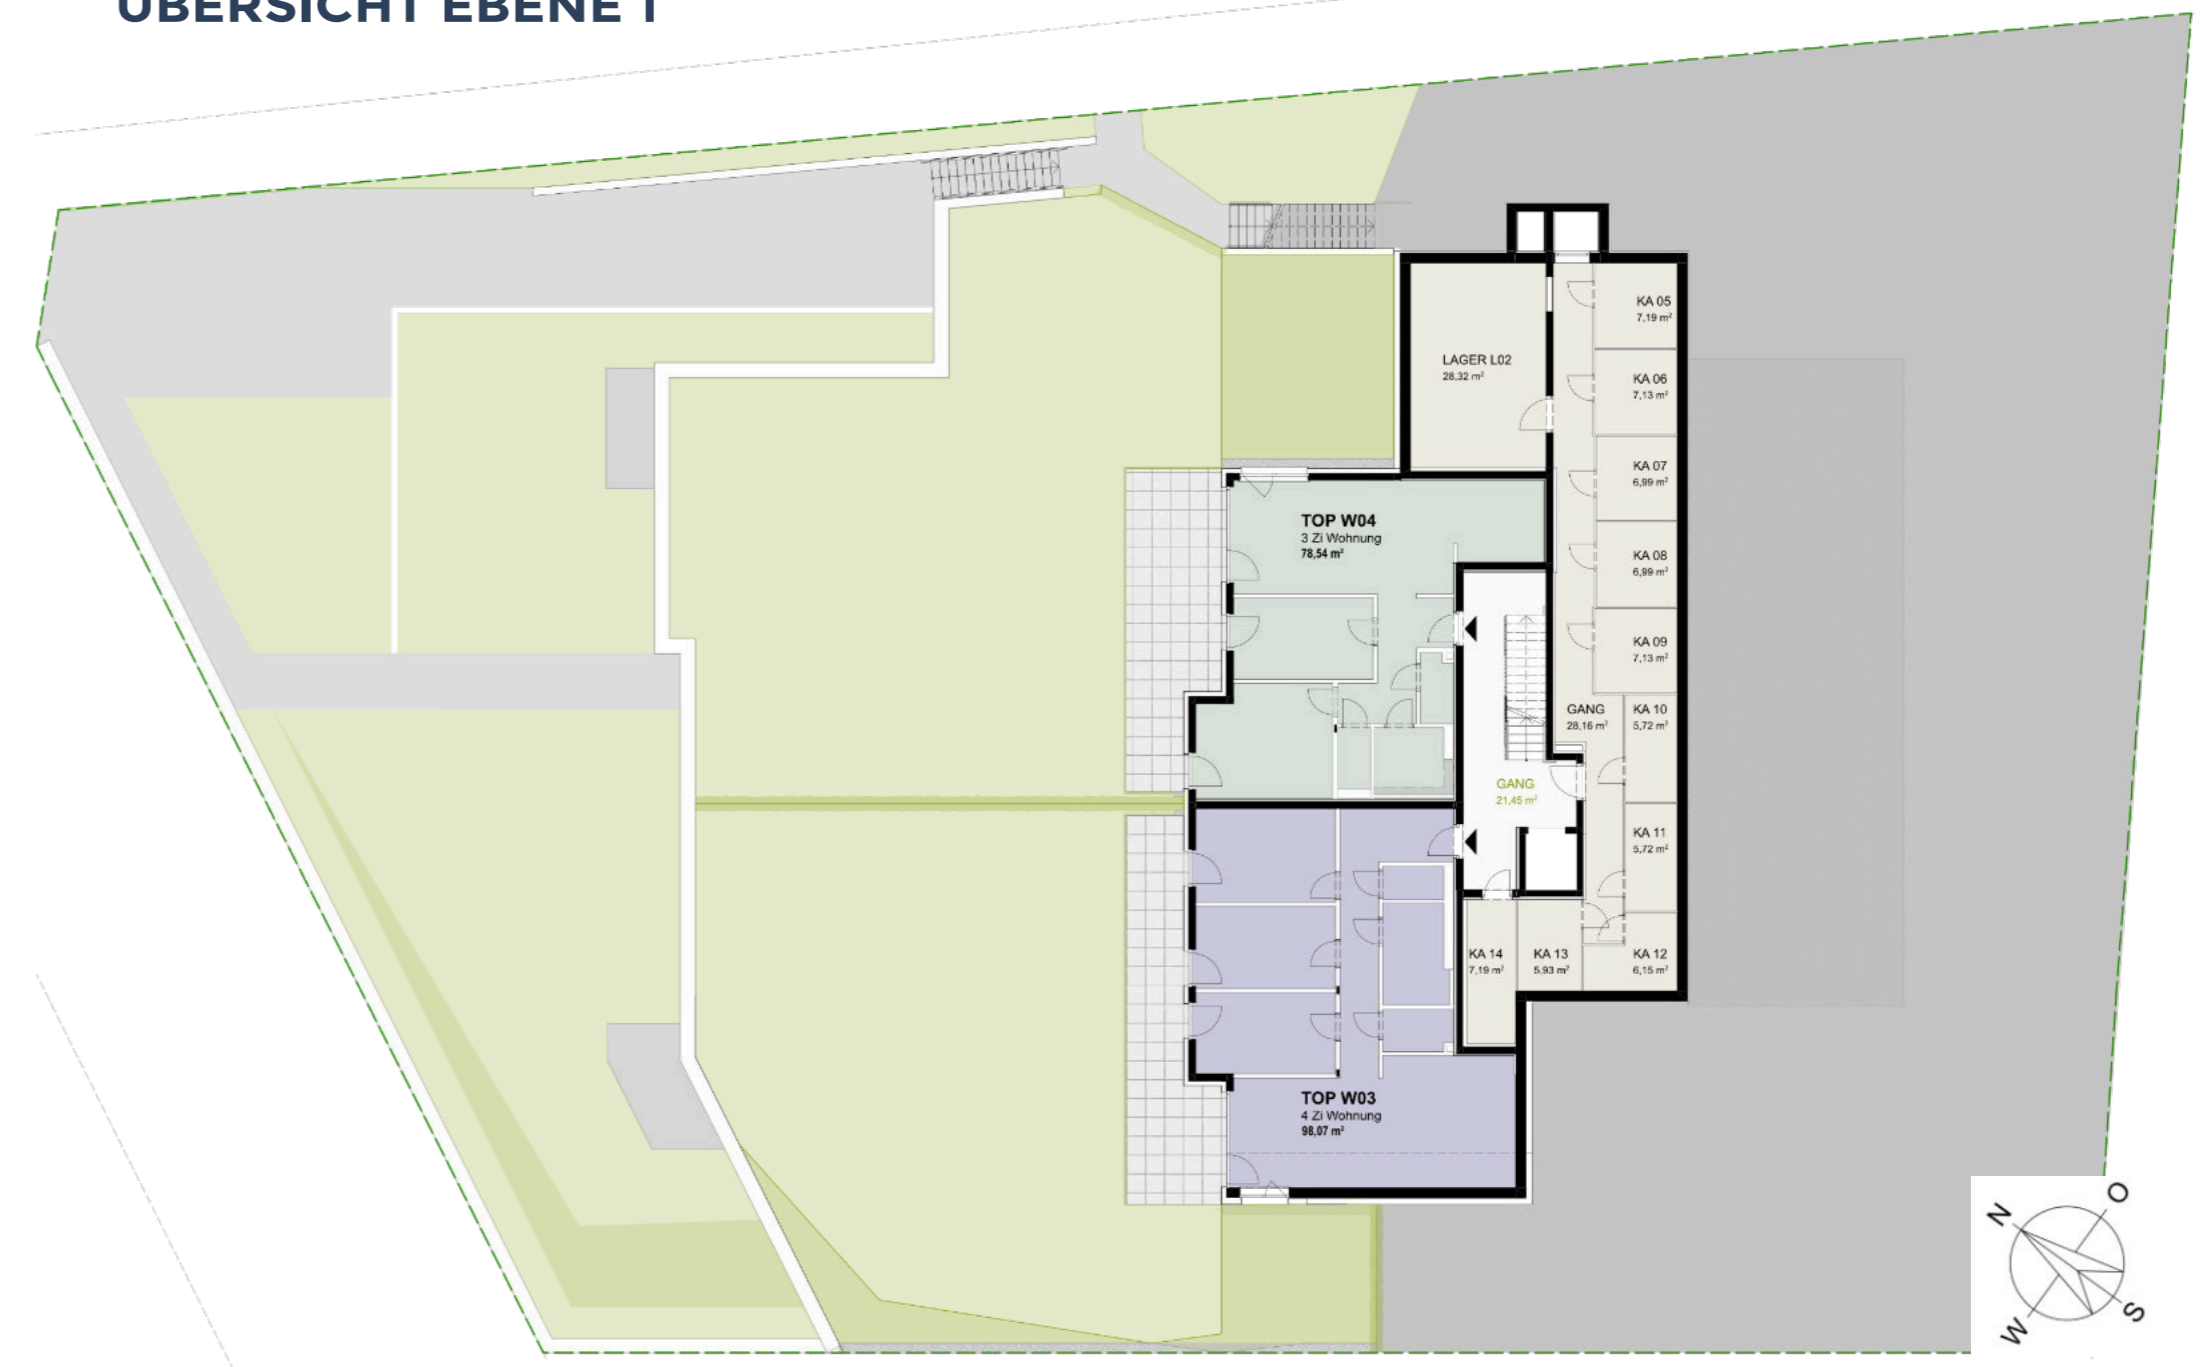 ÜBERSICHT EBENE 1
KA 05
7,19 m²
LAGER L02
28,32 m²
KA 06
7,13 m²
KA 07
6,99 m²
TOP W04
3 Zi Wohnung
78,54 m²
KA 08
6,99 m²
KA 09
7,13 m²
GANG
28,16 m²
KA 10
5,72 m²
GANG
21,45 m²
KA 11
5,72 m²
KA 14
7,19 m²
KA 13
5,93 m²
KA 12
6,15 m²
TOP W03
4 Zi Wohnung
98,07 m²
N
O
W
S